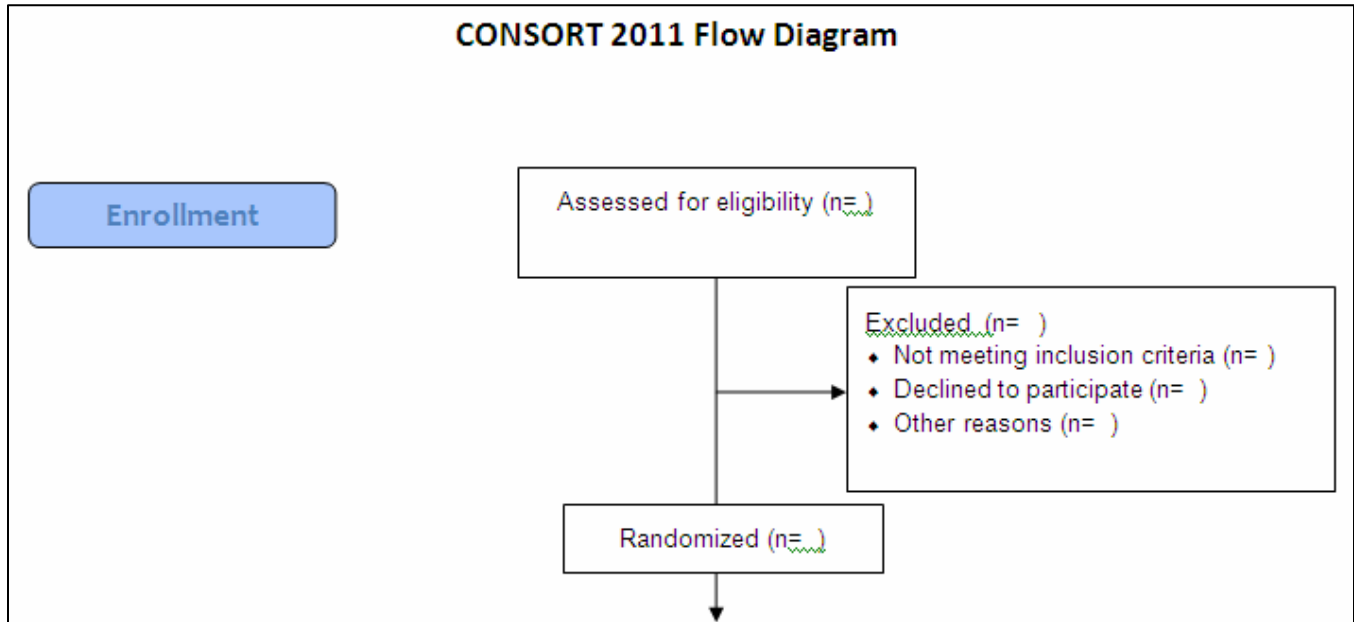 CONSORT 2011 Flow Diagram
Enrollment
Assessed for eligibility (n= )
Excluded (n=  )
⬥ Not meeting inclusion criteria (n= )
⬥ Declined to participate (n=  )
⬥ Other reasons (n=  )
Randomized (n=  )